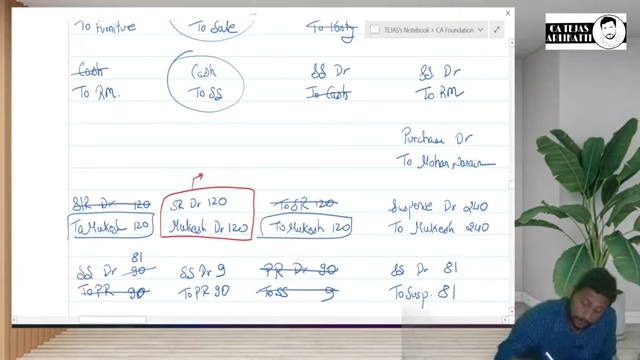 To Furniture
To Sale
To Party
TEJAS's Notebook > CA Foundation
CA TEJAS
Cash
To RM.
Cash
To SS
SS Dr
To Cash
SS Dr
To RM
Purchase Dr
To Mohan, Narain
SIR Dr 120
To Mukesh 120
SR Dr 120
Mukesh Dr 120
To SR 120
To Mukesh 120
Suspense Dr 240
To Mukesh 240
81
SS Dr 90
To PR 90
SS Dr 9
To PR 90
PR Dr 90
To SS 9
SS Dr 81
To Susp. 81